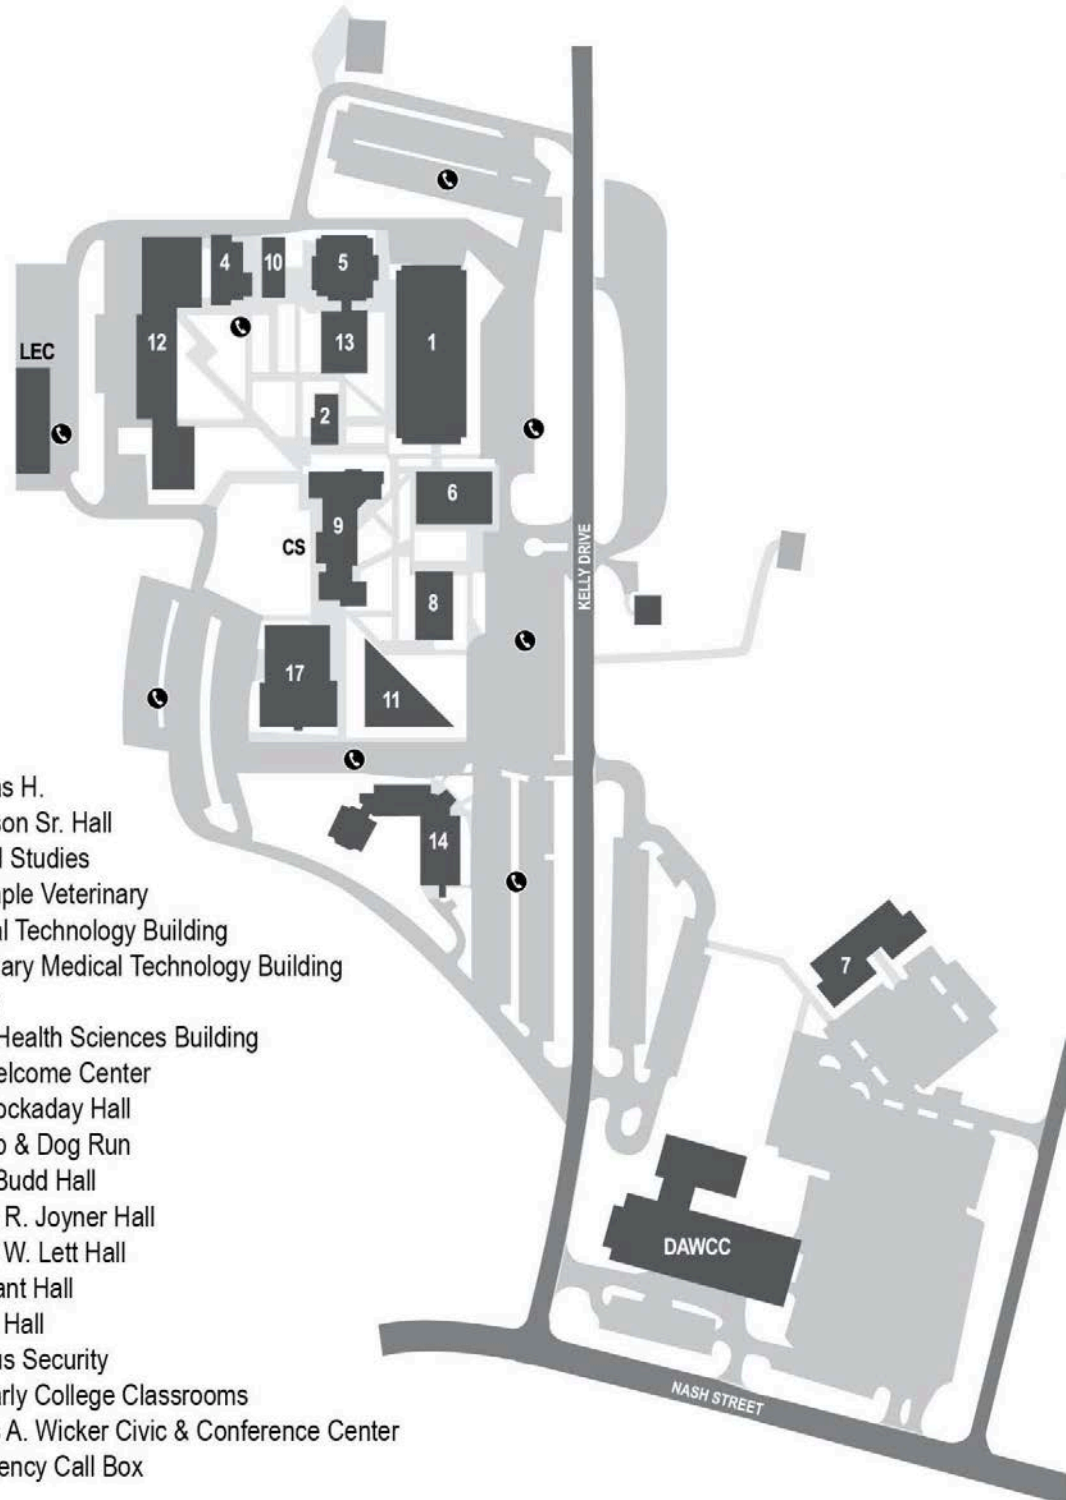 4
10
5
12
13
1
LEC
2
6
9
CS
KELLY DRIVE
8
17
11
14
7
DAWCC
NASH STREET
s H.
son Sr. Hall
Studies
ple Veterinary
l Technology Building
ary Medical Technology Building
Health Sciences Building
elcome Center
ockaday Hall
& Dog Run
Budd Hall
R. Joyner Hall
W. Lett Hall
ant Hall
Hall
us Security
rly College Classrooms
A. Wicker Civic & Conference Center
ency Call Box